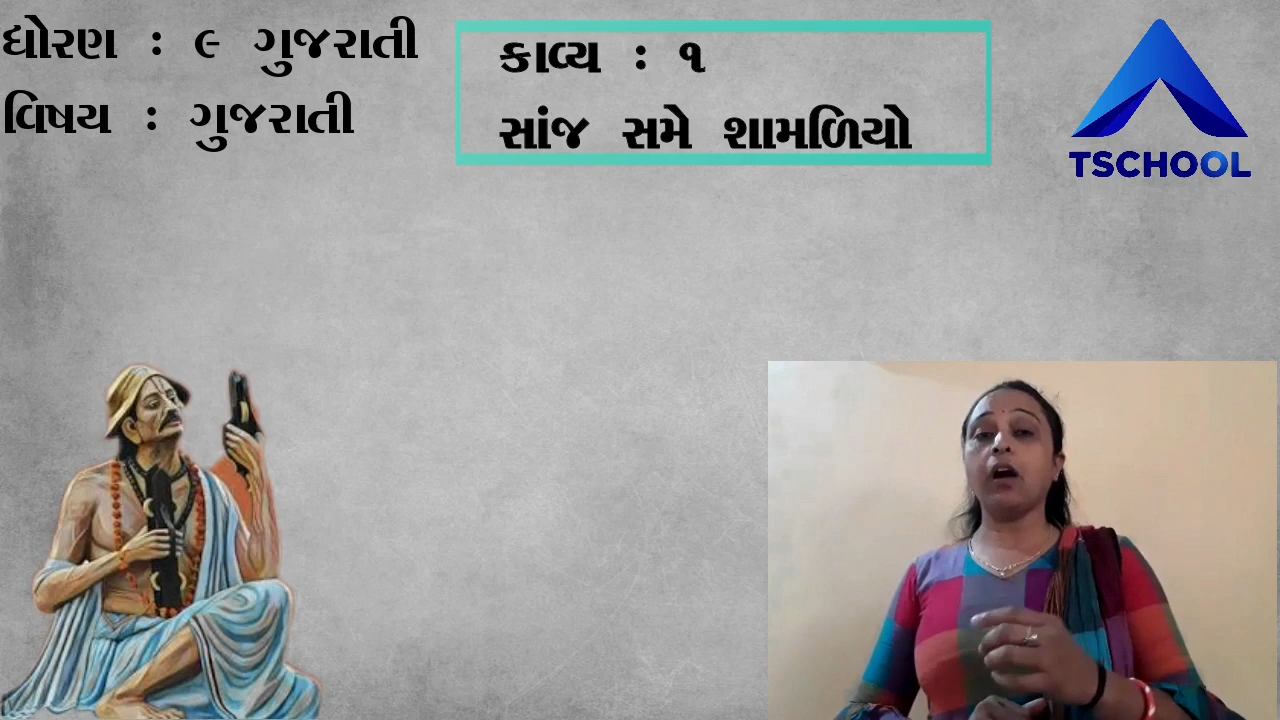 ધોરણ : ૯ ગુજરાતી
વિષય : ગુજરાતી
કાવ્ય : ૧
સાંજ સમે શામળિયો
TSCHOOL